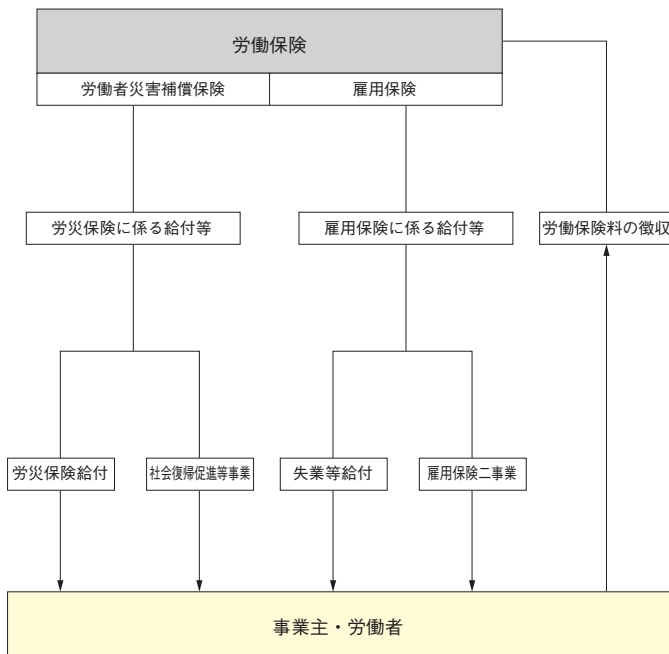 労働保険
労働者災害補償保険
雇用保険
労災保険に係る給付等
雇用保険に係る給付等
労働保険料の徴収
労災保険給付
社会復帰促進等事業
失業等給付
雇用保険二事業
事業主・労働者